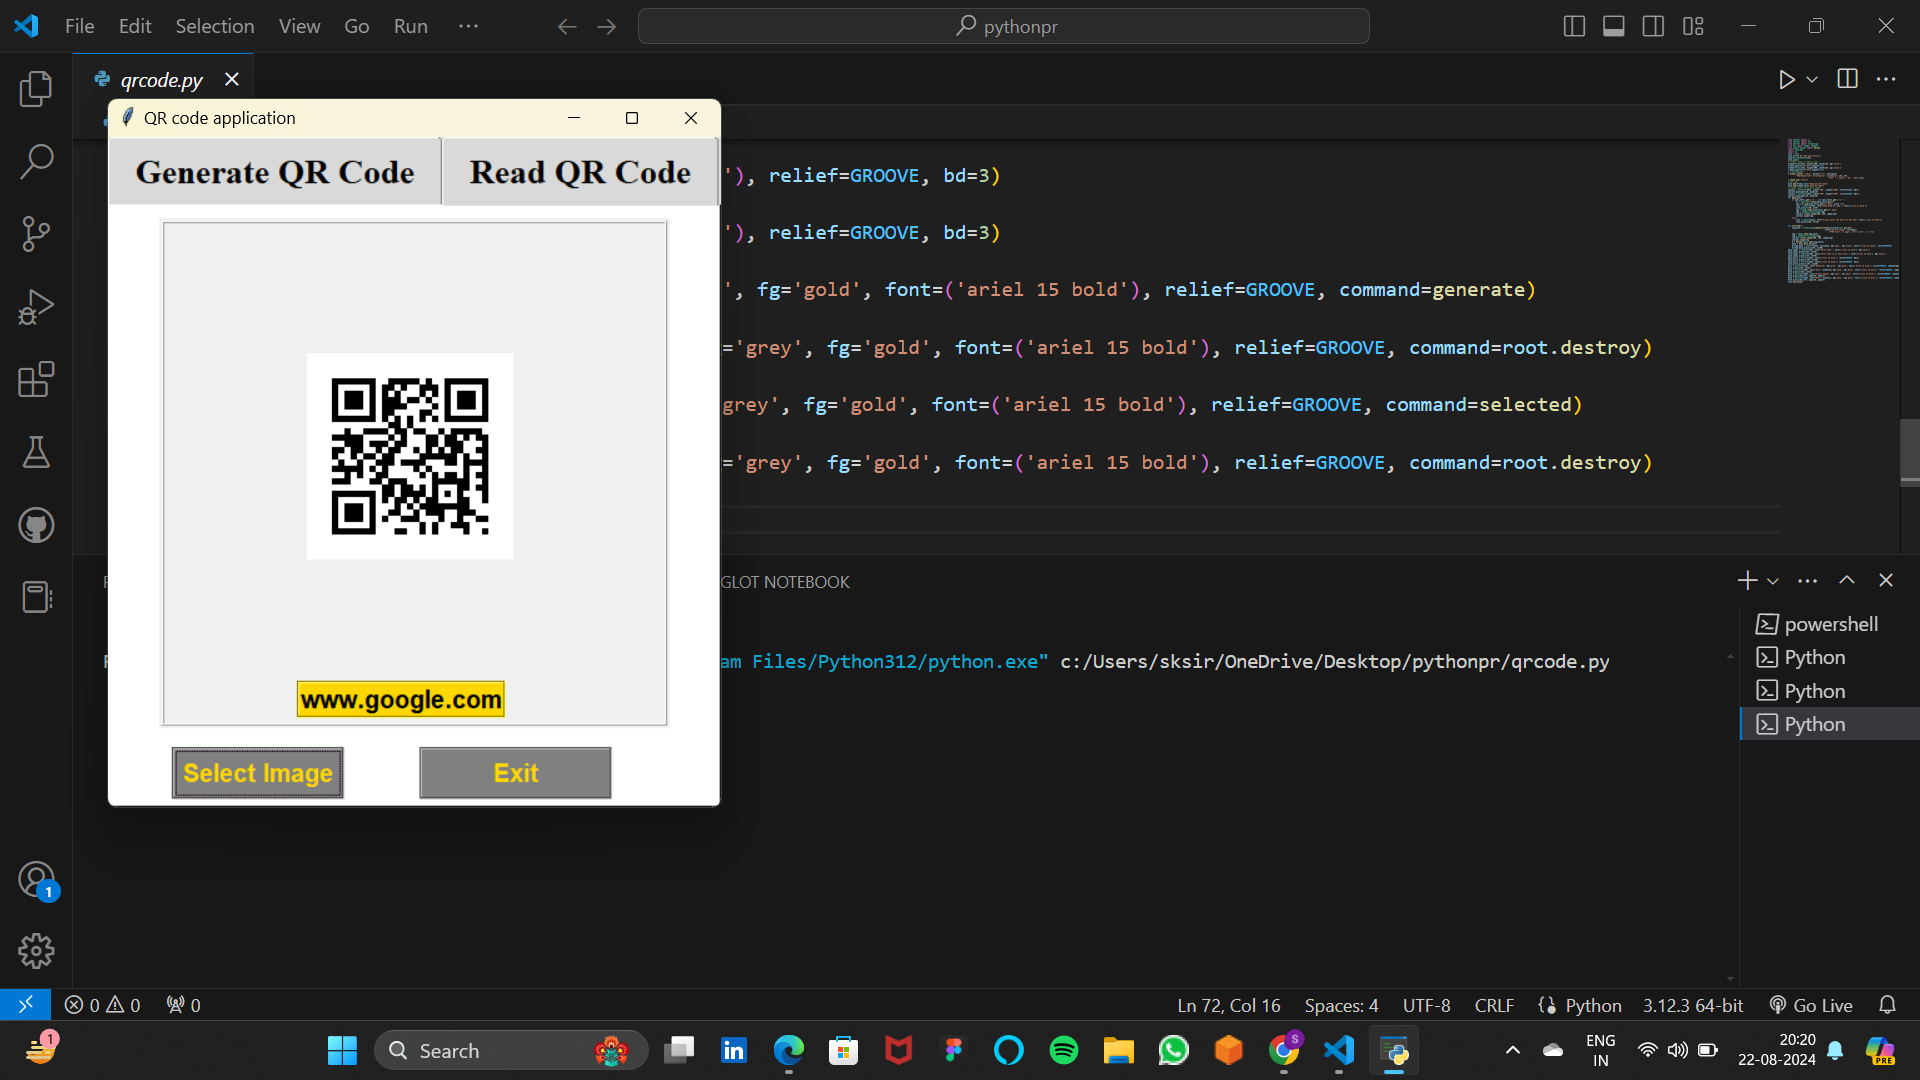 File Edit Selection View Go Run ···
pythonpr
qrcode.py
QR code application
Generate QR Code Read QR Code
'), relief=GROOVE, bd=3)
'), relief=GROOVE, bd=3)
', fg='gold', font=('ariel 15 bold'), relief=GROOVE, command=generate)
='grey', fg='gold', font=('ariel 15 bold'), relief=GROOVE, command=root.destroy)
grey', fg='gold', font=('ariel 15 bold'), relief=GROOVE, command=selected)
='grey', fg='gold', font=('ariel 15 bold'), relief=GROOVE, command=root.destroy)
GLOT NOTEBOOK
powershell
am Files/Python312/python.exe" c:/Users/sksir/OneDrive/Desktop/pythonpr/qrcode.py
Python
Python
Python
www.google.com
Select Image Exit
1
0 0 0
Ln 72, Col 16 Spaces: 4 UTF-8 CRLF Python 3.12.3 64-bit Go Live
1
Search
in
S
ENG
IN
20:20
22-08-2024
PRE